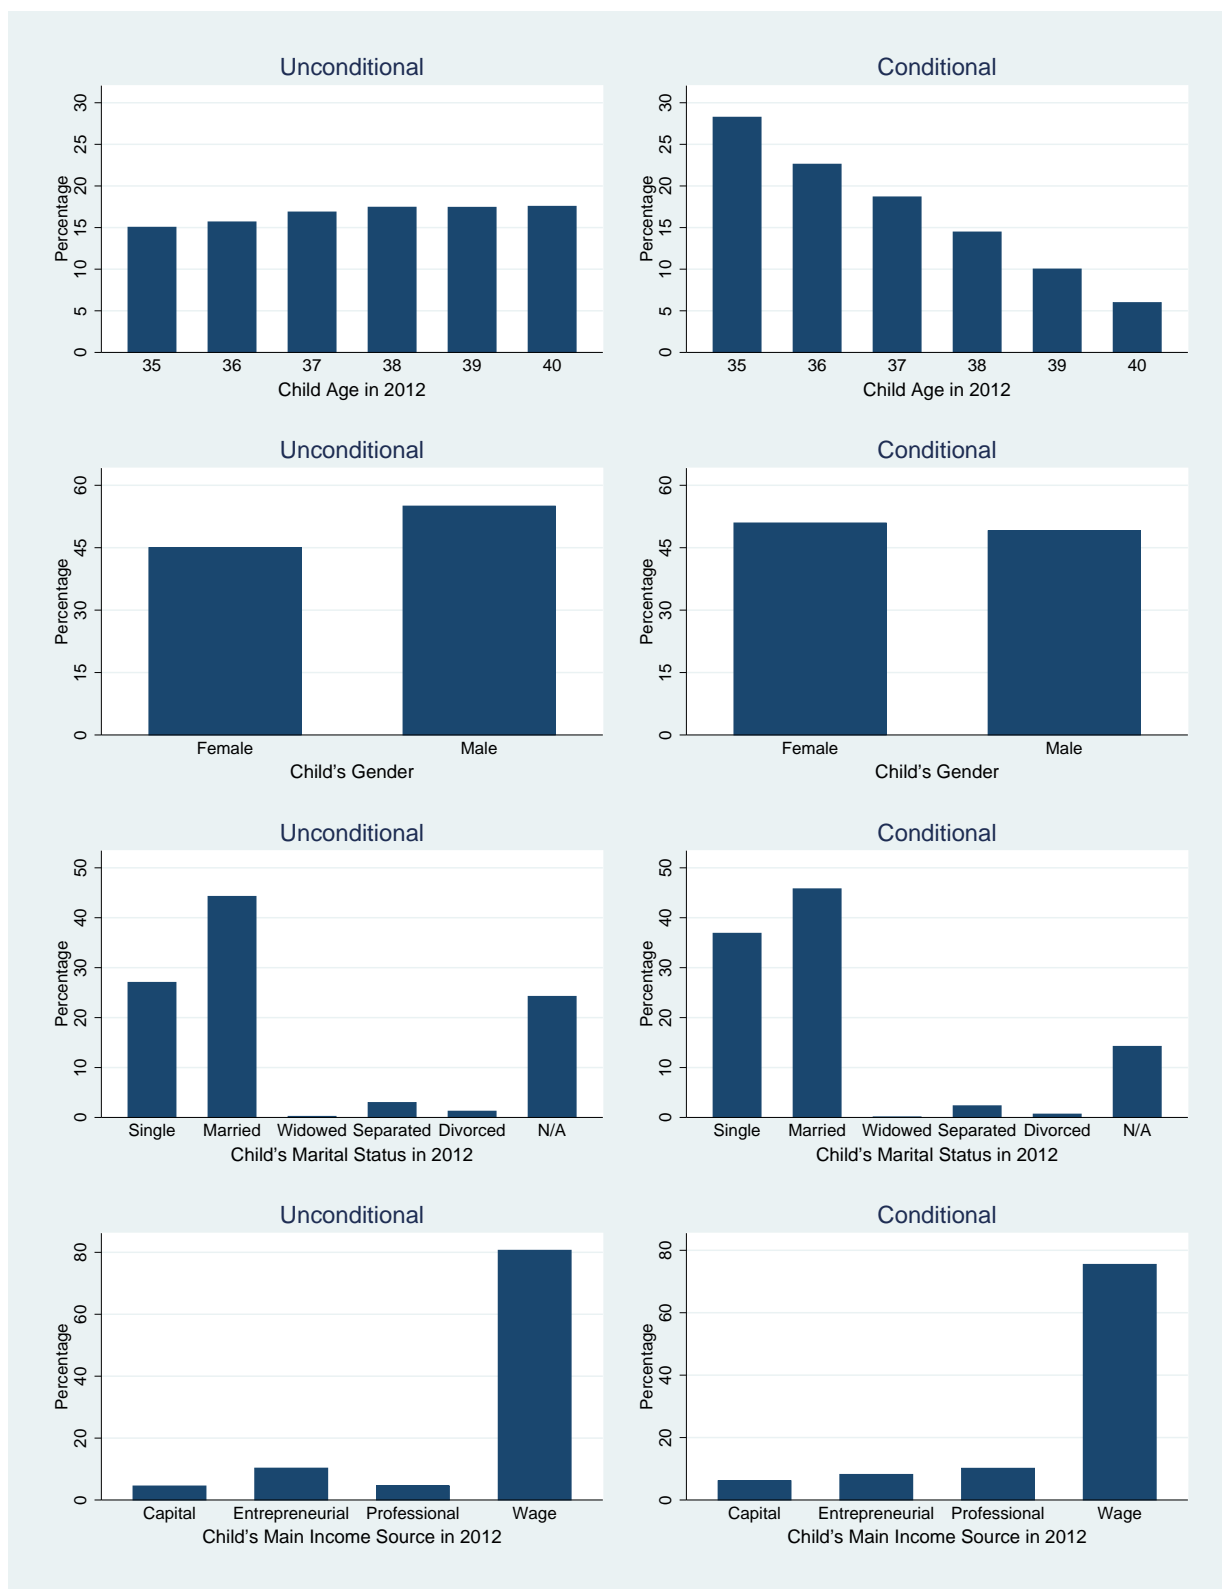 Unconditional
Percentage
0 5 10 15 20 25 30
35 36 37 38 39 40
Child Age in 2012
Conditional
Percentage
0 5 10 15 20 25 30
35 36 37 38 39 40
Child Age in 2012
Unconditional
Percentage
0 15 30 45 60
Female Male
Child's Gender
Conditional
Percentage
0 15 30 45 60
Female Male
Child's Gender
Unconditional
Percentage
0 10 20 30 40 50
Single Married Widowed Separated Divorced N/A
Child's Marital Status in 2012
Conditional
Percentage
0 10 20 30 40 50
Single Married Widowed Separated Divorced N/A
Child's Marital Status in 2012
Unconditional
Percentage
0 20 40 60 80
Capital Entrepreneurial Professional Wage
Child's Main Income Source in 2012
Conditional
Percentage
0 20 40 60 80
Capital Entrepreneurial Professional Wage
Child's Main Income Source in 2012